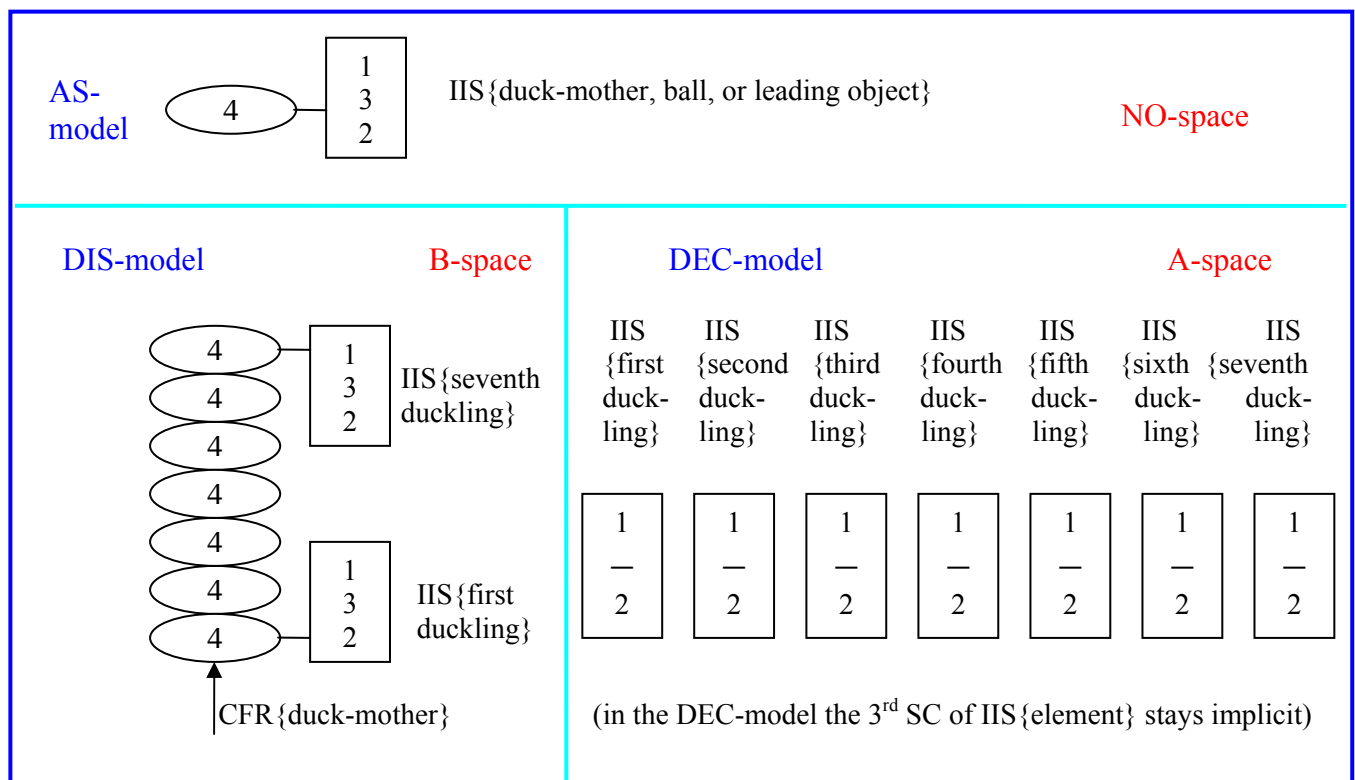 AS-
model
4
1
3
2
IIS{duck-mother, ball, or leading object}
NO-space
DIS-model
B-space
4
4
4
4
4
4
4
1
3
2
IIS{seventh
duckling}
1
3
2
IIS{first
duckling}
CFR{duck-mother}
DEC-model
A-space
IIS
{first
duck-
ling}
IIS
{second
duck-
ling}
IIS
{third
duck-
ling}
IIS
{fourth
duck-
ling}
IIS
{fifth
duck-
ling}
IIS
{sixth
duck-
ling}
IIS
{seventh
duck-
ling}
1
—
2
1
—
2
1
—
2
1
—
2
1
—
2
1
—
2
1
—
2
(in the DEC-model the 3rd SC of IIS{element} stays implicit)